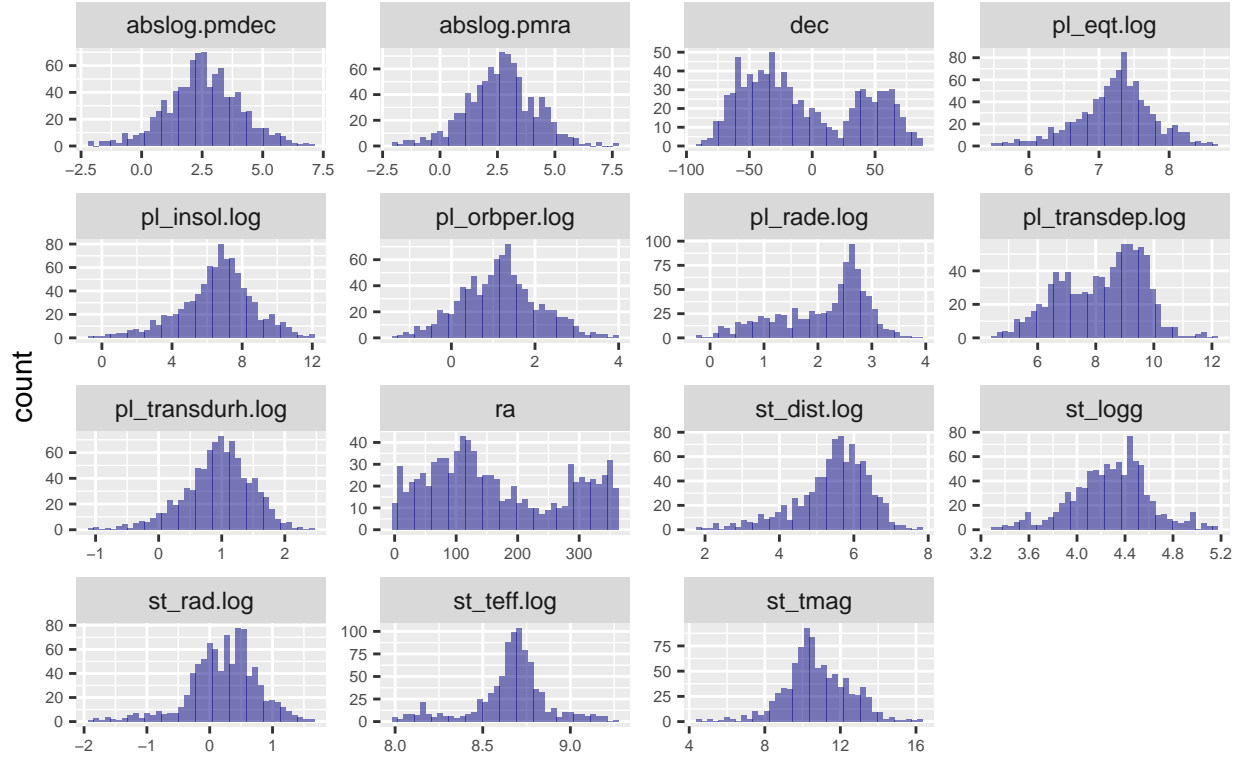 abslog.pmdec abslog.pmra dec pl_eqt.log
60 40 20 0
60 40 20 0
50 40 30 20 10 0
80 60 40 20 0
−2.5 0.0 2.5 5.0 7.5
−2.5 0.0 2.5 5.0 7.5
−100 −50 0 50
6 7 8
pl_insol.log pl_orbper.log pl_rade.log pl_transdep.log
80 60 40 20 0
60 40 20 0
100 75 50 25 0
40 20 0
0 4 8 12
0 2 4
0 1 2 3 4
6 8 10 12
count
pl_transdurh.log ra st_dist.log st_logg
60 40 20 0
40 30 20 10 0
80 60 40 20 0
80 60 40 20 0
−1 0 1 2
0 100 200 300
2 4 6 8
3.2 3.6 4.0 4.4 4.8 5.2
st_rad.log st_teff.log st_tmag
80 60 40 20 0
100 75 50 25 0
75 50 25 0
−2 −1 0 1
8.0 8.5 9.0
4 8 12 16